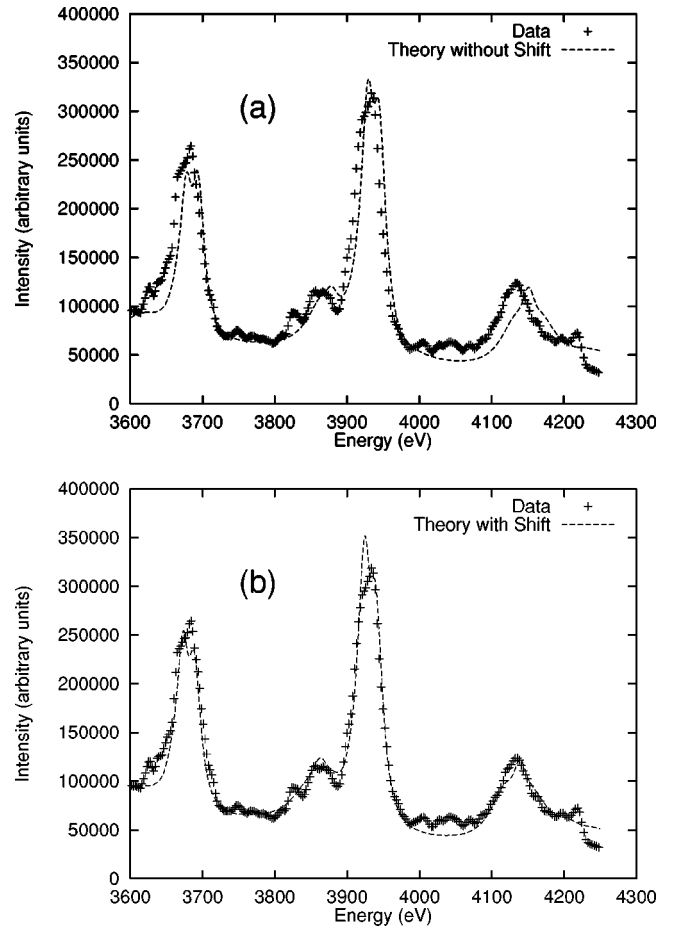 400000
350000
300000
250000
200000
150000
100000
50000
0
Intensity (arbitrary units)
(a)
Data
Theory without Shift
3600 3700 3800 3900 4000 4100 4200 4300
Energy (eV)
400000
350000
300000
250000
200000
150000
100000
50000
0
Intensity (arbitrary units)
(b)
Data
Theory with Shift
3600 3700 3800 3900 4000 4100 4200 4300
Energy (eV)